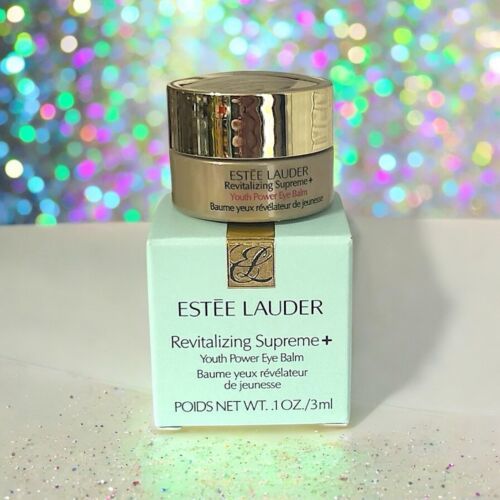 ESTĒE LAUDER
Revitalizing Supreme+
Youth Power Eye Balm
Baume yeux révélateur de jeunesse
EL
ESTĒE LAUDER
Revitalizing Supreme+
Youth Power Eye Balm
Baume yeux révélateur
de jeunesse
POIDS NET WT. .1 OZ./3ml